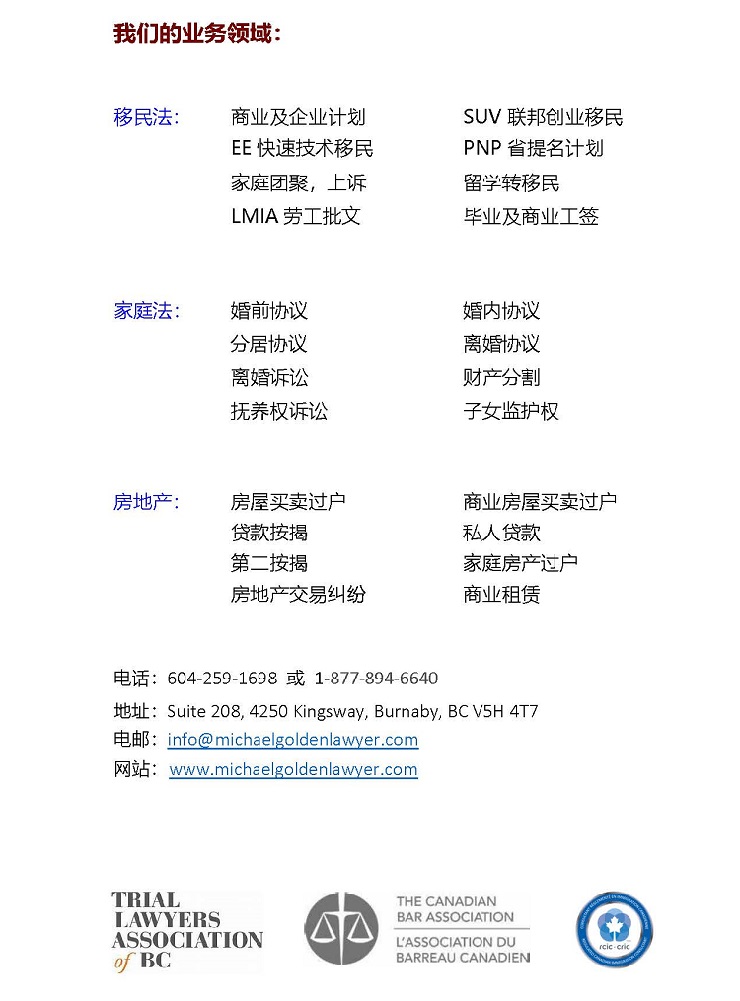 我们的业务领域：
移民法： 商业及企业计划 SUV 联邦创业移民
EE 快速技术移民 PNP 省提名计划
家庭团聚，上诉 留学转移民
LMIA 劳工批文 毕业及商业工签
家庭法： 婚前协议 婚内协议
分居协议 离婚协议
离婚诉讼 财产分割
抚养权诉讼 子女监护权
房地产： 房屋买卖过户 商业房屋买卖过户
贷款按揭 私人贷款
第二按揭 家庭房产过户
房地产交易纠纷 商业租赁
电话：604-259-1698 或 1-877-894-6640
地址：Suite 208, 4250 Kingsway, Burnaby, BC V5H 4T7
电邮：info@michaelgoldenlawyer.com
网站：www.michaelgoldenlawyer.com
TRIAL
LAWYERS
ASSOCIATION
of BC
THE CANADIAN
BAR ASSOCIATION
L'ASSOCIATION DU
BARREAU CANADIEN
rcic·cric